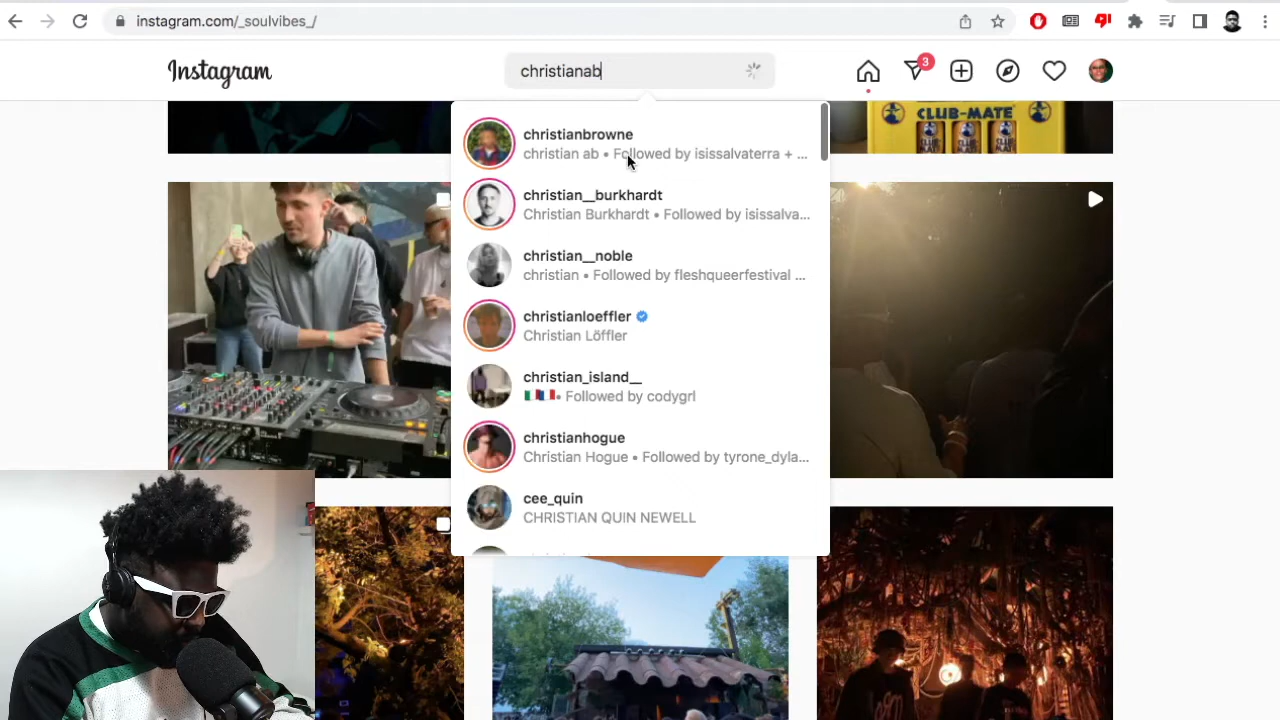 instagram.com/_soulvibes_/
Instagram
christianab
3
CLUB-MATE
christianbrowne
christian ab • Followed by isissalvaterra + ...
christian__burkhardt
Christian Burkhardt • Followed by isissalva...
christian__noble
christian • Followed by fleshqueerfestival ...
christianloeffler
Christian Löffler
christian_island__
🇮🇹🇫🇷• Followed by codygrl
christianhogue
Christian Hogue • Followed by tyrone_dyla...
cee_quin
CHRISTIAN QUIN NEWELL